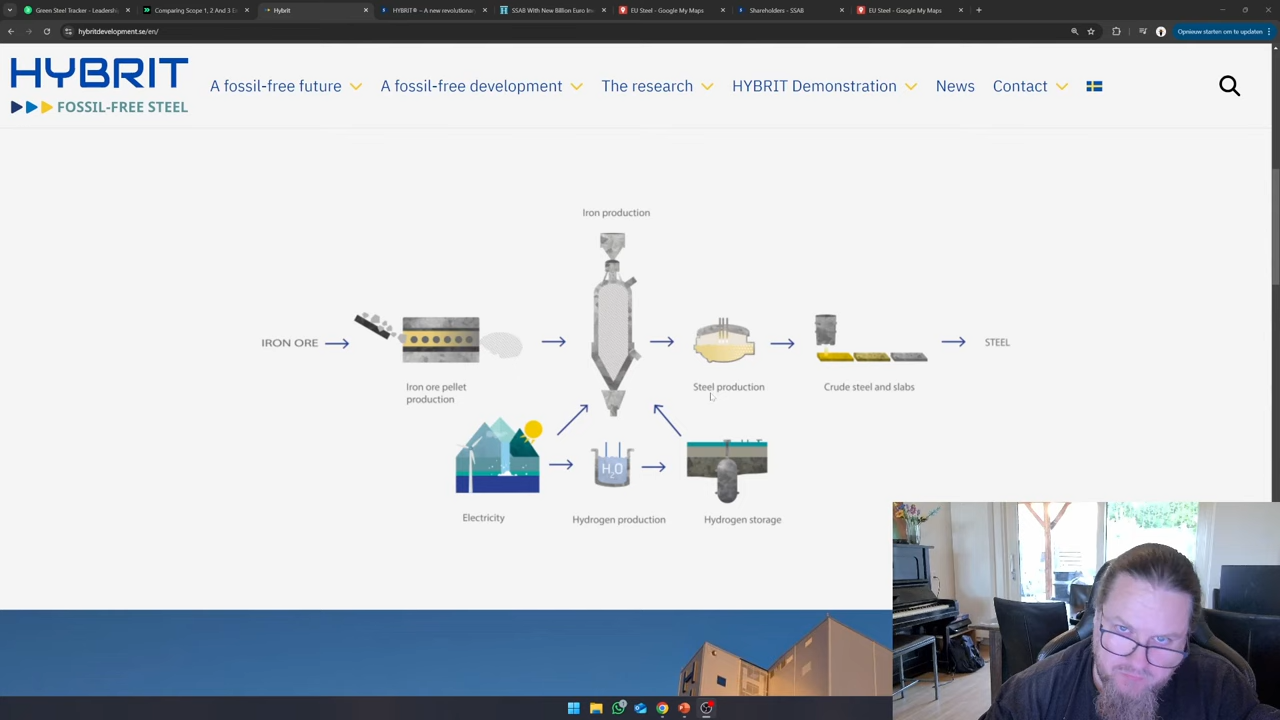 Green Steel Tracker - Leadersh
Comparing Scope 1, 2 And 3 E
Hybrit
HYBRIT® – A new revolutionar
SSAB With New Billion Euro In
EU Steel - Google My Maps
Shareholders - SSAB
EU Steel - Google My Maps
hybritdevelopment.se/en/
Opnieuw starten om te updaten
HYBRIT
FOSSIL-FREE STEEL
A fossil-free future
A fossil-free development
The research
HYBRIT Demonstration
News
Contact
Iron production
IRON ORE
STEEL
Iron ore pellet
production
Steel production
Crude steel and slabs
H2O
Electricity
Hydrogen production
Hydrogen storage